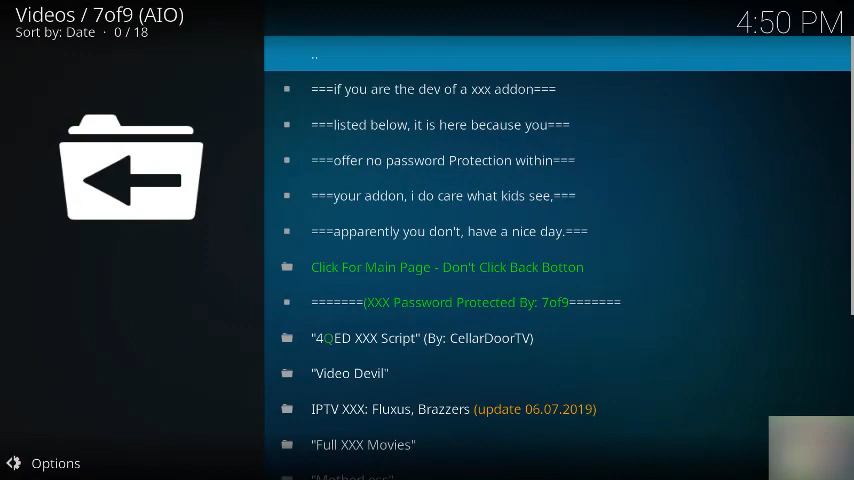 Videos / 7of9 (AIO)
Sort by: Date · 0 / 18
4:50 PM
..
===if you are the dev of a xxx addon===
===listed below, it is here because you===
===offer no password Protection within===
===your addon, i do care what kids see,===
===apparently you don't, have a nice day.===
Click For Main Page - Don't Click Back Botton
=======(XXX Password Protected By: 7of9=======
"4QED XXX Script" (By: CellarDoorTV)
"Video Devil"
IPTV XXX: Fluxus, Brazzers (update 06.07.2019)
"Full XXX Movies"
Options